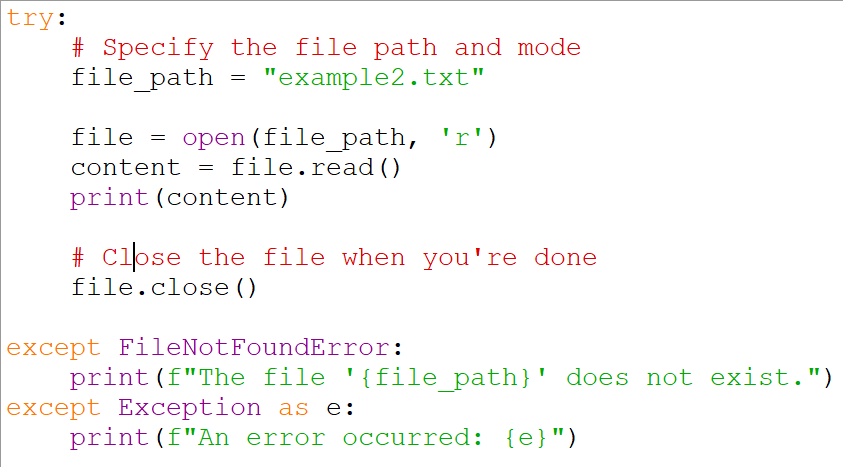 try:
    # Specify the file path and mode
    file_path = "example2.txt"

    file = open(file_path, 'r')
    content = file.read()
    print(content)

    # Close the file when you're done
    file.close()

except FileNotFoundError:
    print(f"The file '{file_path}' does not exist.")
except Exception as e:
    print(f"An error occurred: {e}")